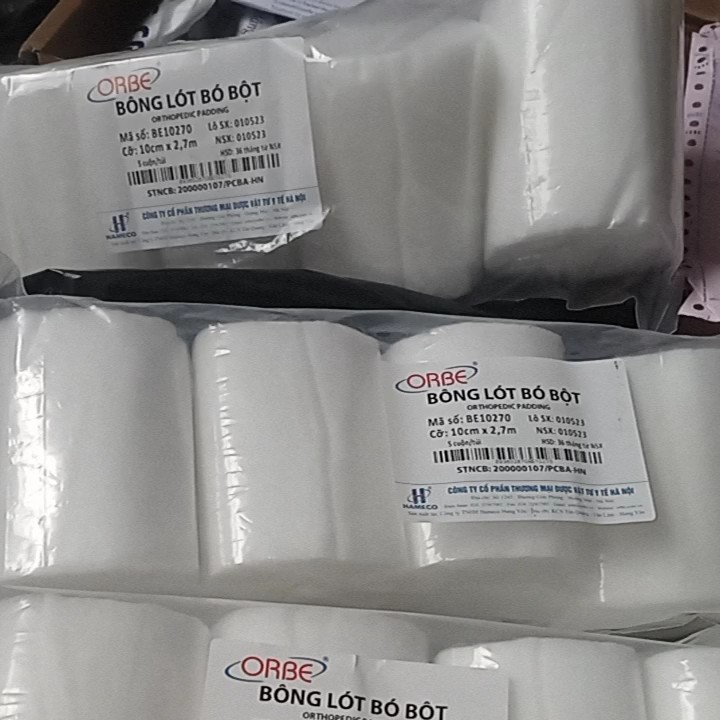 ORBE
BÔNG LÓT BÓ BỘT
ORTHOPEDIC PADDING
Mã số: BE10270 Lô SX: 010523
Cỡ: 10cm x 2,7m NSX: 010523
5 cuộn/túi HSD: 36 tháng từ NSX
STNCB: 200000107/PCBA-HN
HAMECO
CÔNG TY CỔ PHẦN THƯƠNG MẠI DƯỢC VẬT TƯ Y TẾ HÀ NỘI
ORBE
BÔNG LÓT BÓ BỘT
ORTHOPEDIC PADDING
Mã số: BE10270 Lô SX: 010523
Cỡ: 10cm x 2,7m NSX: 010523
5 cuộn/túi HSD: 36 tháng từ NSX
STNCB: 200000107/PCBA-HN
HAMECO
CÔNG TY CỔ PHẦN THƯƠNG MẠI DƯỢC VẬT TƯ Y TẾ HÀ NỘI
ORBE
BÔNG LÓT BÓ BỘT
ORTHOPEDIC PADDING